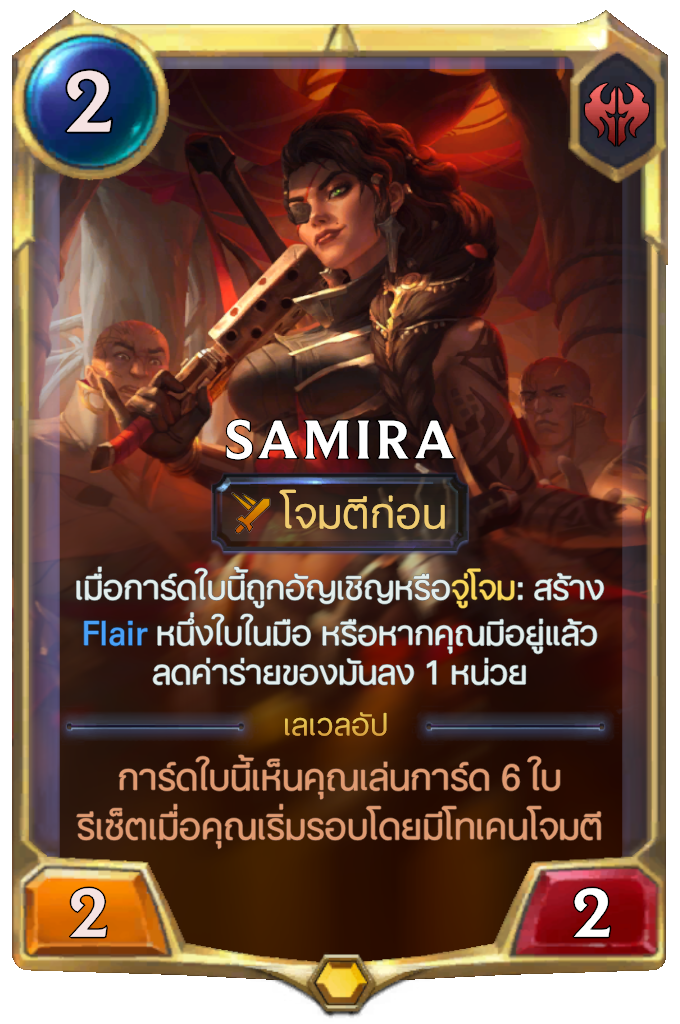 2
SAMIRA
โจมตีก่อน
เมื่อการ์ดใบนี้ถูกอัญเชิญหรือจู่โจม: สร้าง
Flair หนึ่งใบในมือ หรือหากคุณมีอยู่แล้ว
ลดค่าร่ายของมันลง 1 หน่วย
เลเวลอัป
การ์ดใบนี้เห็นคุณเล่นการ์ด 6 ใบ
รีเซ็ตเมื่อคุณเริ่มรอบโดยมีโทเคนโจมตี
2
2